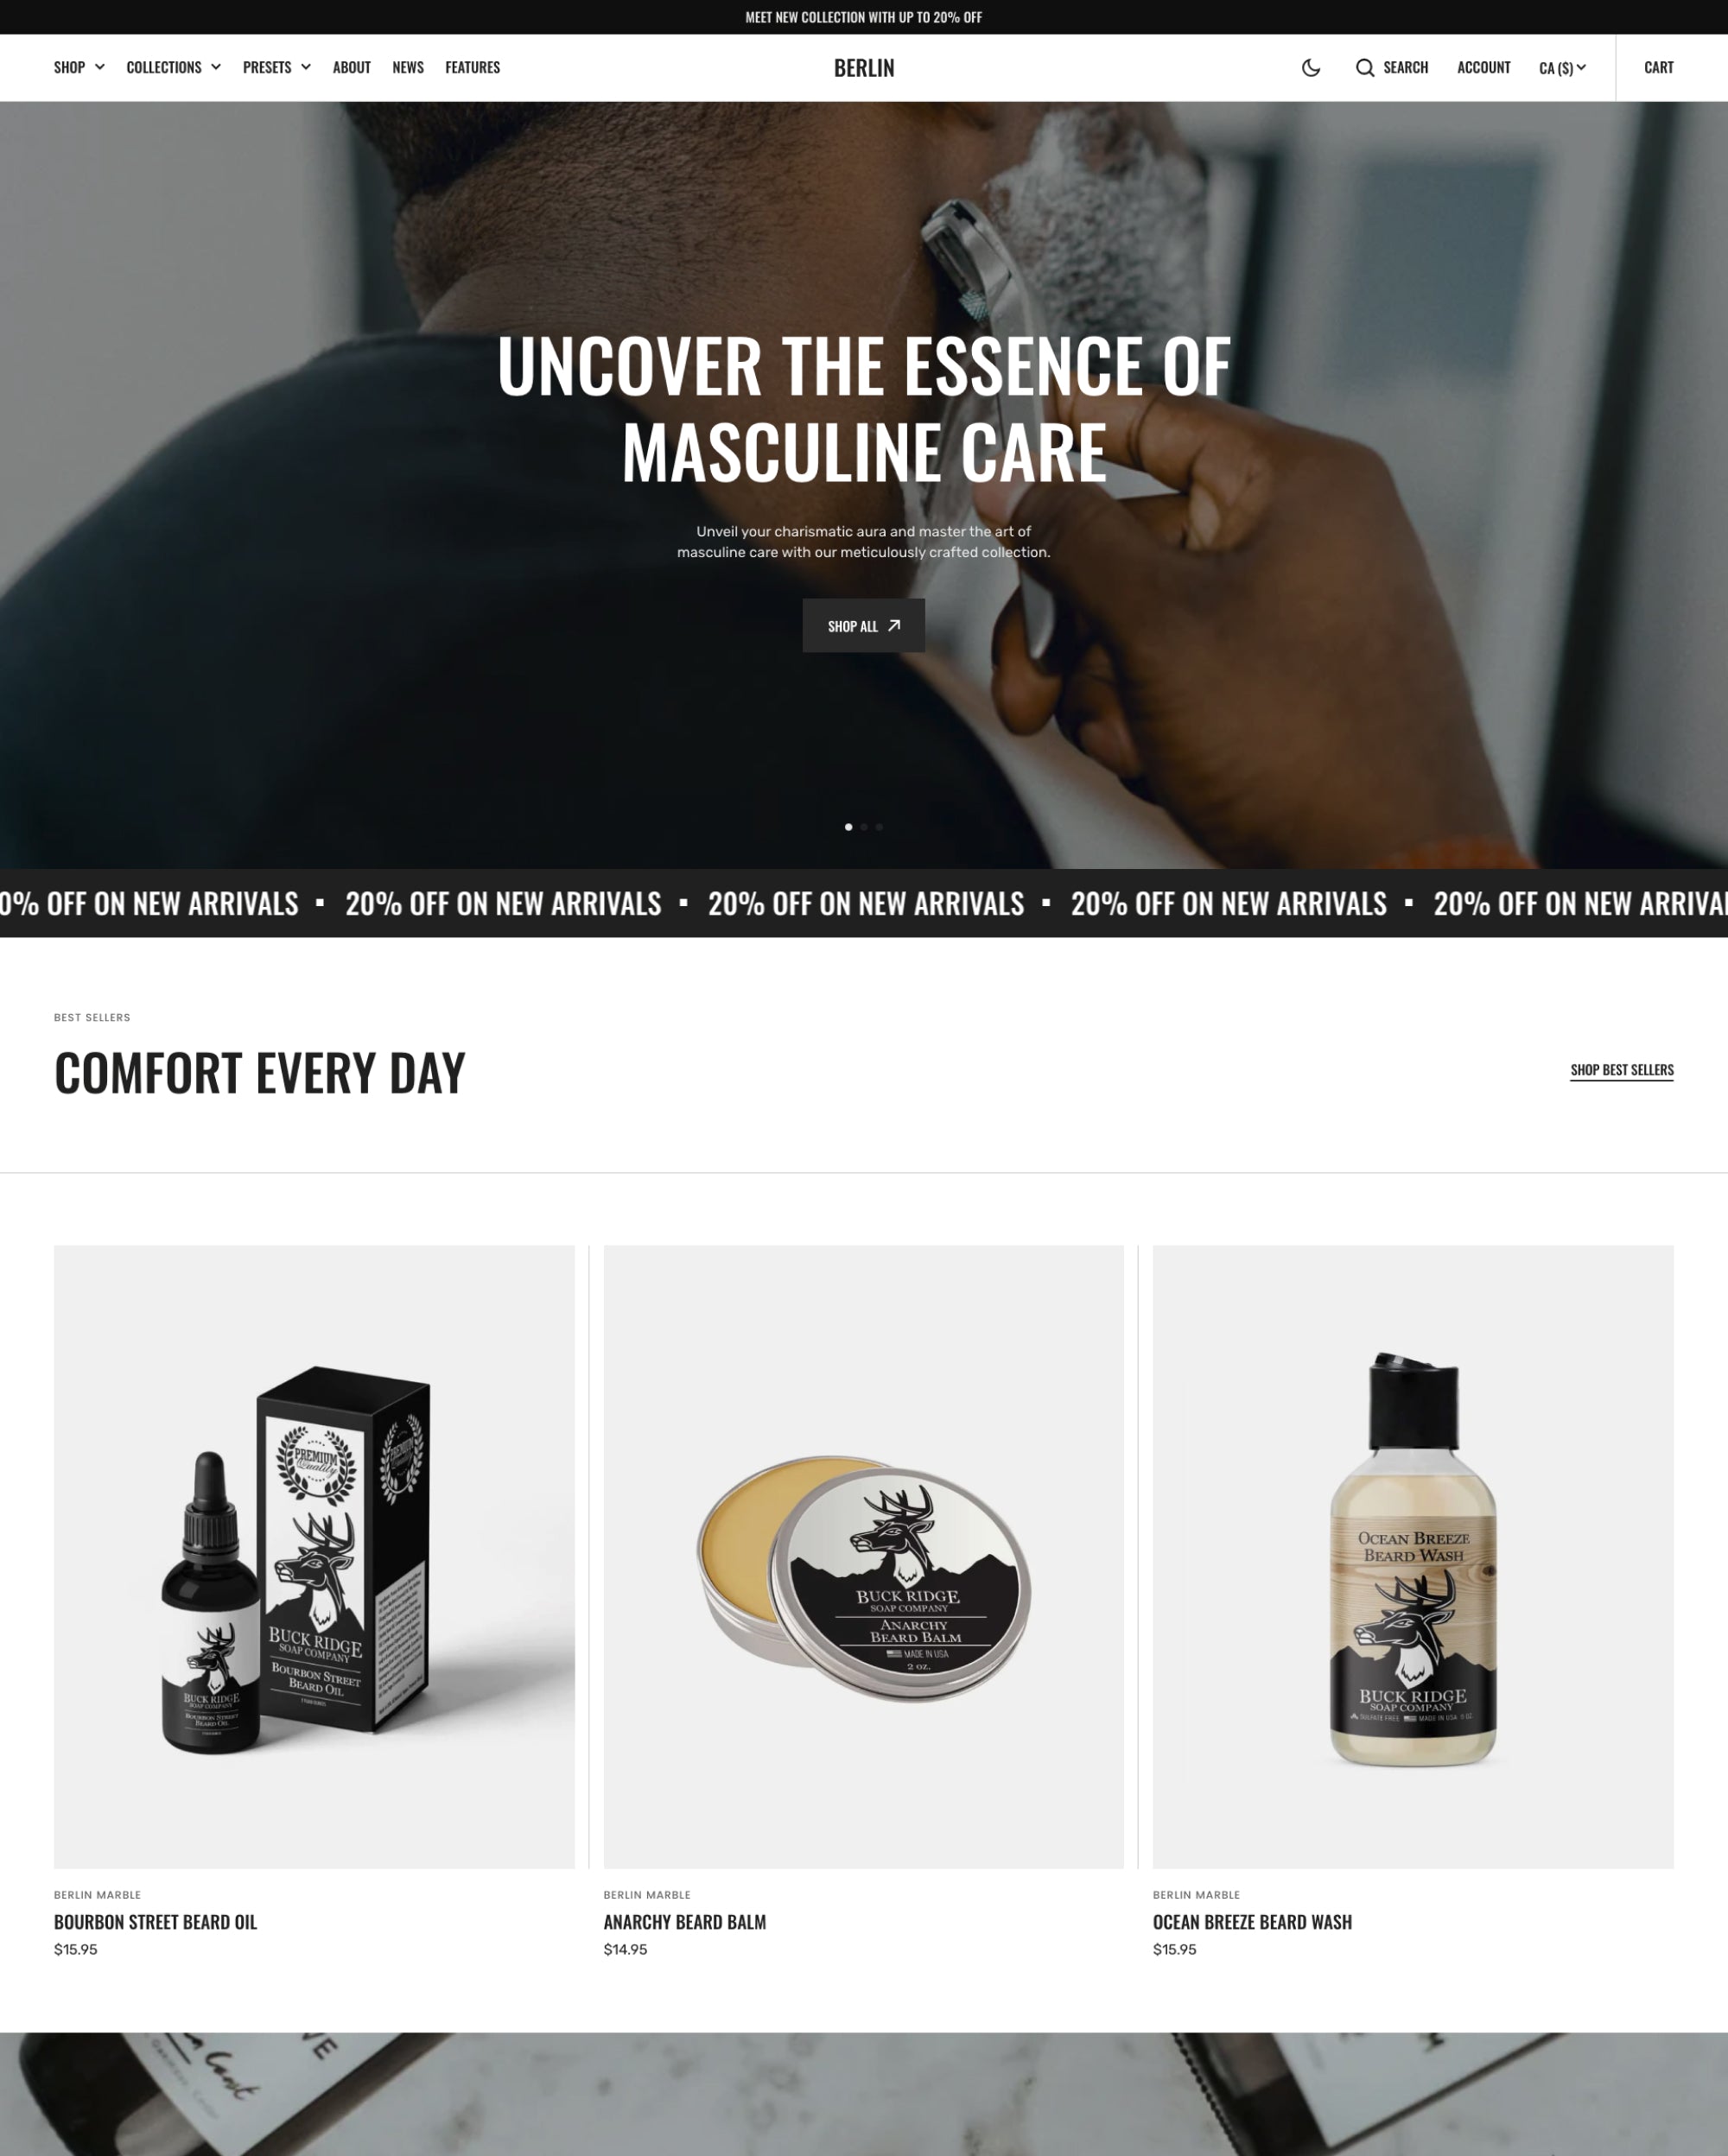 MEET NEW COLLECTION WITH UP TO 20% OFF
SHOP COLLECTIONS PRESETS ABOUT NEWS FEATURES
BERLIN
SEARCH ACCOUNT CA ($) CART
UNCOVER THE ESSENCE OF
MASCULINE CARE
Unveil your charismatic aura and master the art of
masculine care with our meticulously crafted collection.
SHOP ALL
0% OFF ON NEW ARRIVALS ▪ 20% OFF ON NEW ARRIVALS ▪ 20% OFF ON NEW ARRIVALS ▪ 20% OFF ON NEW ARRIVALS ▪ 20% OFF ON NEW ARRIVA
BEST SELLERS
COMFORT EVERY DAY
SHOP BEST SELLERS
PREMIUM
Quality
PREMIUM
BUCK RIDGE
SOAP COMPANY
BOURBON STREET
BEARD OIL
BUCK RIDGE
SOAP COMPANY
BOURBON STREET
BEARD OIL
BUCK RIDGE
SOAP COMPANY
ANARCHY
BEARD BALM
MADE IN USA
2 OZ.
OCEAN BREEZE
BEARD WASH
BUCK RIDGE
SOAP COMPANY
SULFATE FREE MADE IN USA
BERLIN MARBLE
BOURBON STREET BEARD OIL
$15.95
BERLIN MARBLE
ANARCHY BEARD BALM
$14.95
BERLIN MARBLE
OCEAN BREEZE BEARD WASH
$15.95